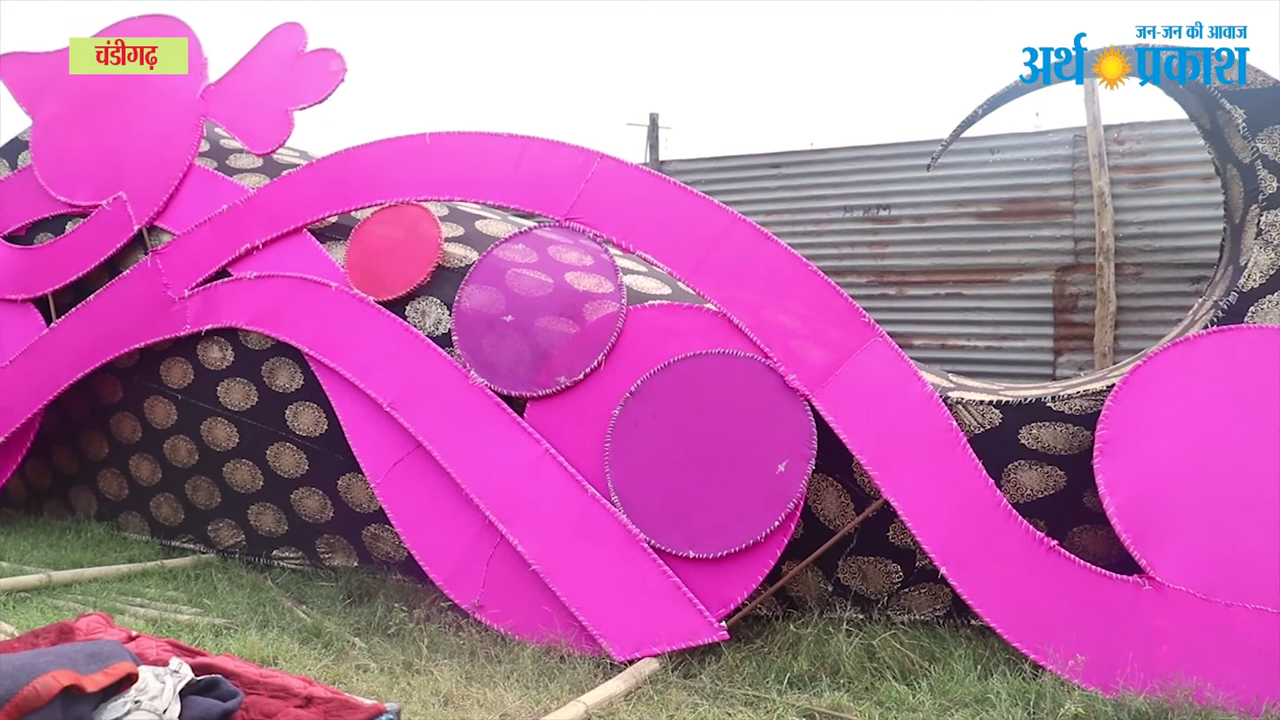 चंडीगढ़
जन-जन की आवाज
अर्थ प्रकाश